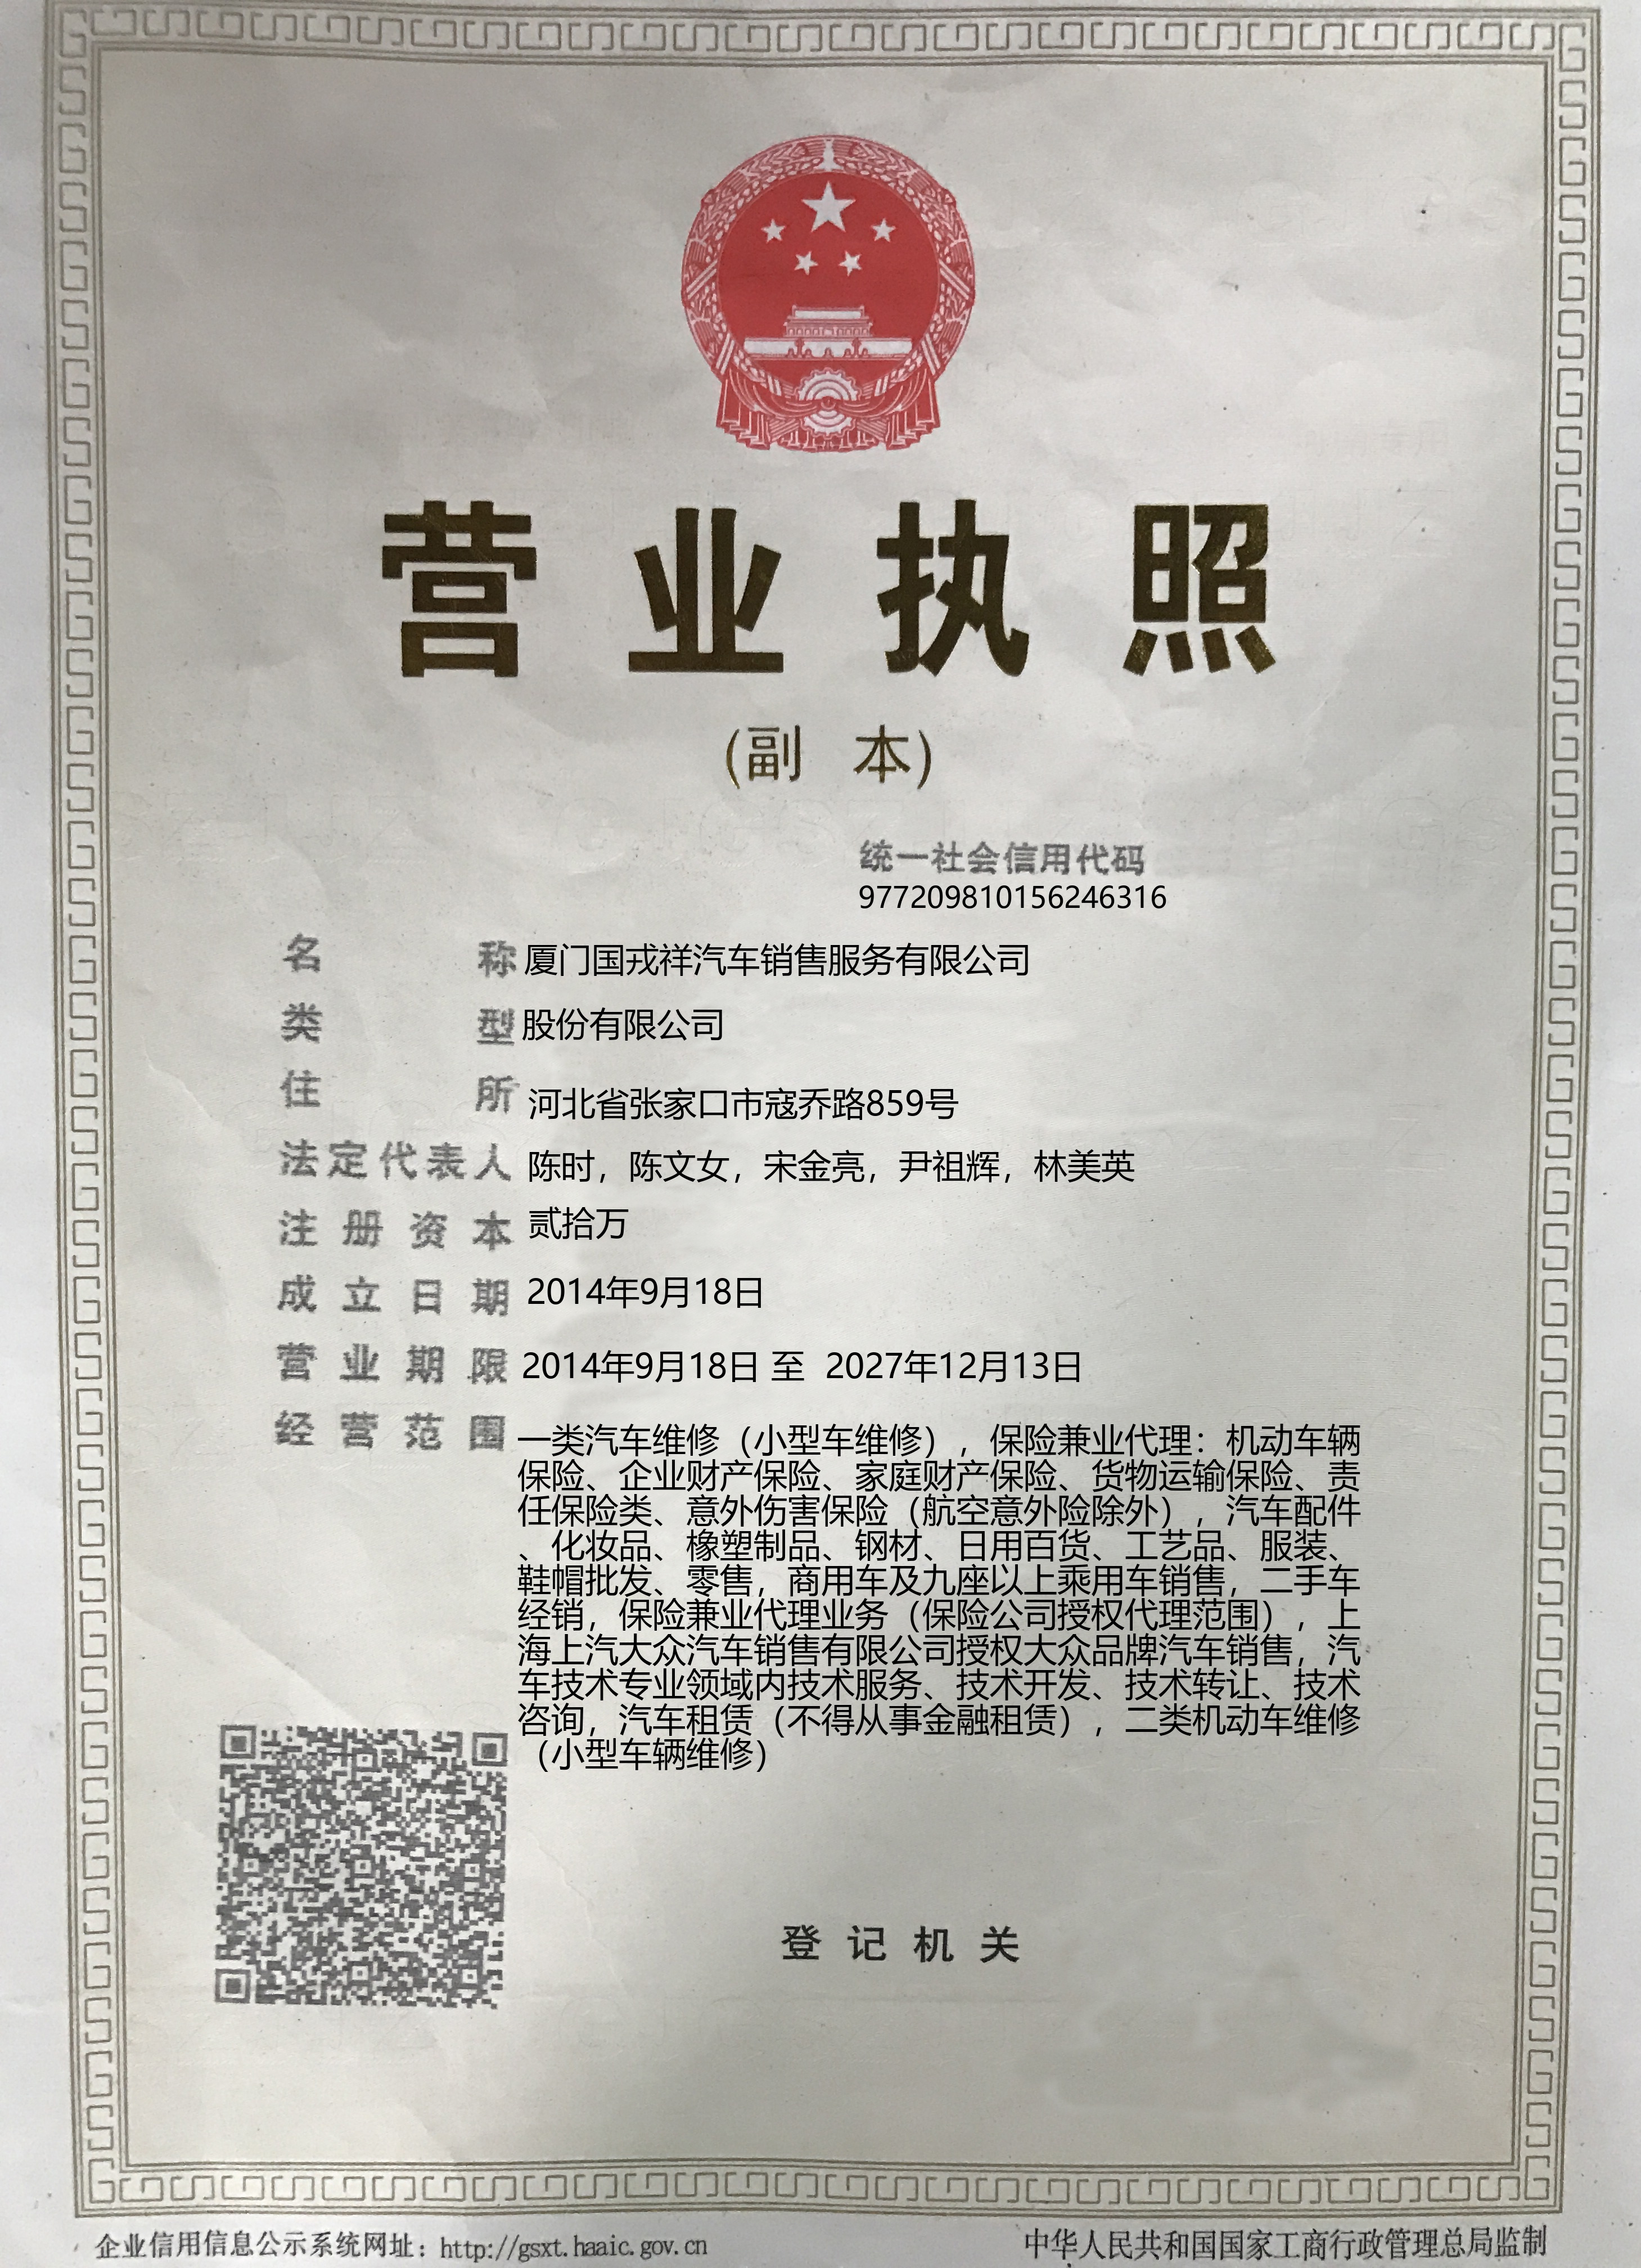 营业执照
(副 本)
统一社会信用代码
977209810156246316
名 称 厦门国戎祥汽车销售服务有限公司
类 型 股份有限公司
住 所 河北省张家口市寇乔路859号
法定代表人 陈时，陈文女，宋金亮，尹祖辉，林美英
注册资本 贰拾万
成立日期 2014年9月18日
营业期限 2014年9月18日 至 2027年12月13日
经营范围 一类汽车维修（小型车维修），保险兼业代理：机动车辆
保险、企业财产保险、家庭财产保险、货物运输保险、责
任保险类、意外伤害保险（航空意外险除外），汽车配件
、化妆品、橡塑制品、钢材、日用百货、工艺品、服装、
鞋帽批发、零售，商用车及九座以上乘用车销售，二手车
经销，保险兼业代理业务（保险公司授权代理范围），上
海上汽大众汽车销售有限公司授权大众品牌汽车销售，汽
车技术专业领域内技术服务、技术开发、技术转让、技术
咨询，汽车租赁（不得从事金融租赁），二类机动车维修
（小型车辆维修）
登记机关
企业信用信息公示系统网址：http://gsxt.haaic.gov.cn
中华人民共和国国家工商行政管理总局监制